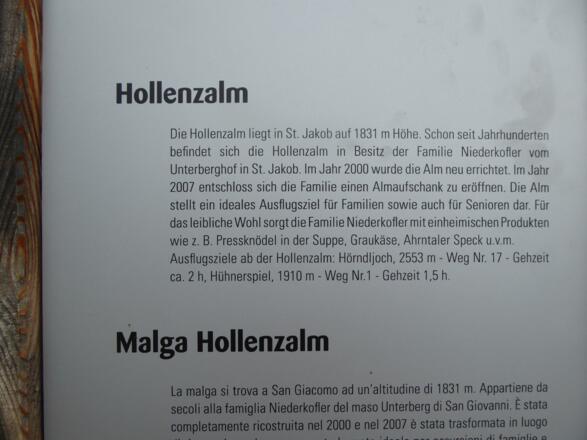 Hollenzalm
Die Hollenzalm liegt in St. Jakob auf 1831 m Höhe. Schon seit Jahrhunderten
befindet sich die Hollenzalm in Besitz der Familie Niederkofler vom
Unterberghof in St. Jakob. Im Jahr 2000 wurde die Alm neu errichtet. Im Jahr
2007 entschloss sich die Familie einen Almaufschank zu eröffnen. Die Alm
stellt ein ideales Ausflugsziel für Familien sowie auch für Senioren dar. Für
das leibliche Wohl sorgt die Familie Niederkofler mit einheimischen Produkten
wie z. B. Pressknödel in der Suppe, Graukäse, Ahrntaler Speck u.v.m.
Ausflugsziele ab der Hollenzalm: Hörndljoch, 2553 m - Weg Nr. 17 - Gehzeit
ca. 2 h, Hühnerspiel, 1910 m - Weg Nr.1 - Gehzeit 1,5 h.
Malga Hollenzalm
La malga si trova a San Giacomo ad un'altitudine di 1831 m. Appartiene da
secoli alla famiglia Niederkofler del maso Unterberg di San Giovanni. È stata
completamente ricostruita nel 2000 e nel 2007 è stata trasformata in luogo